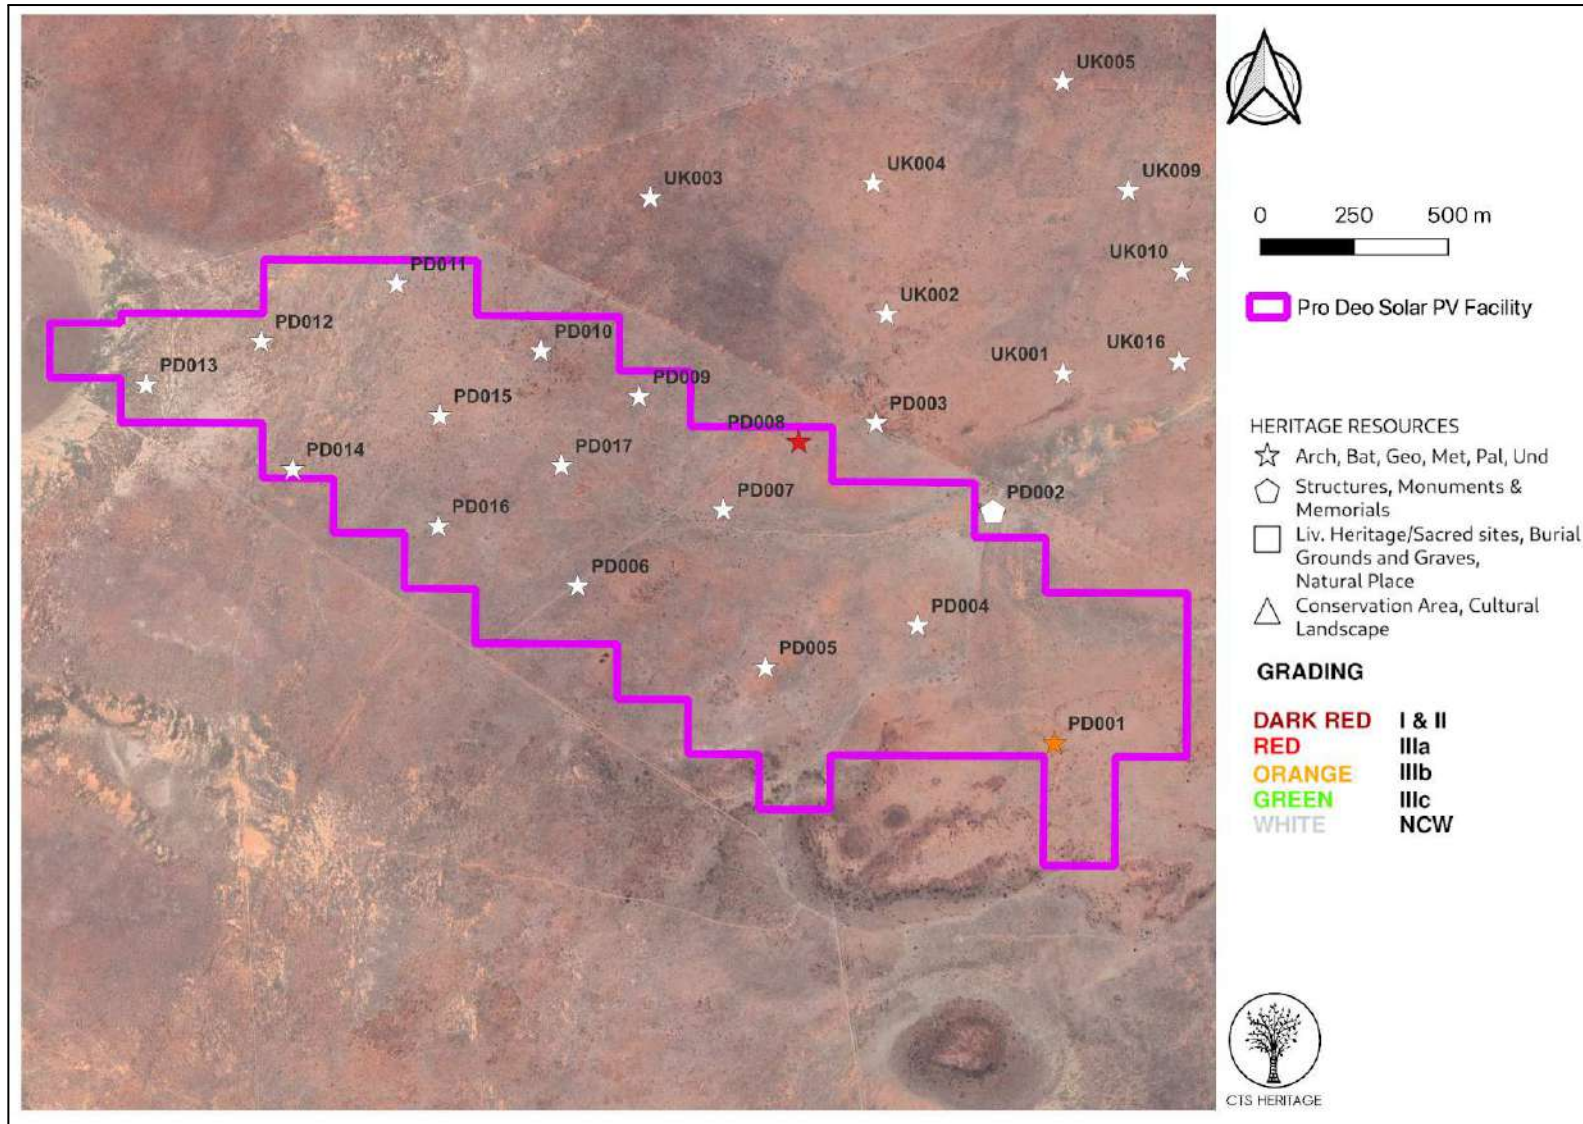 UK005
UK004
UK003
UK009
UK010
PD011
UK002
PD012
PD010
UK001
UK016
PD013
PD009
PD015
PD003
PD008
PD014
PD017
PD007
PD002
PD016
PD006
PD004
PD005
PD001
0 250 500 m
Pro Deo Solar PV Facility
HERITAGE RESOURCES
Arch, Bat, Geo, Met, Pal, Und
Structures, Monuments &
Memorials
Liv. Heritage/Sacred sites, Burial
Grounds and Graves,
Natural Place
Conservation Area, Cultural
Landscape
GRADING
DARK RED I & II
RED IIIa
ORANGE IIIb
GREEN IIIc
WHITE NCW
CTS HERITAGE